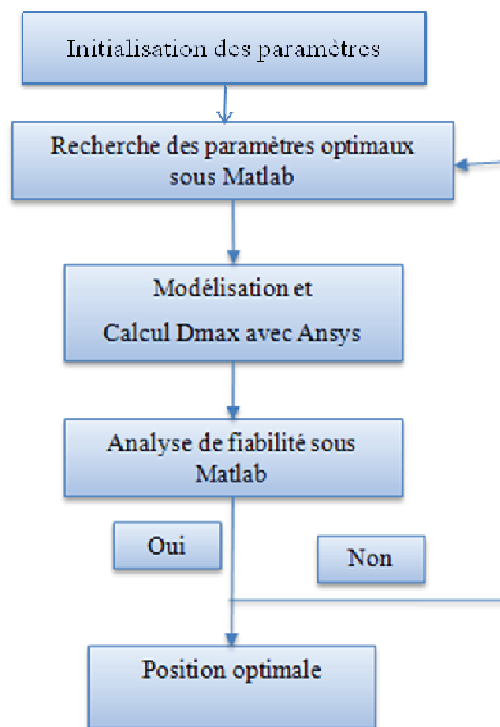 Initialisation des paramètres
Recherche des paramètres optimaux
sous Matlab
Modélisation et
Calcul Dmax avec Ansys
Analyse de fiabilité sous
Matlab
Oui
Non
Position optimale